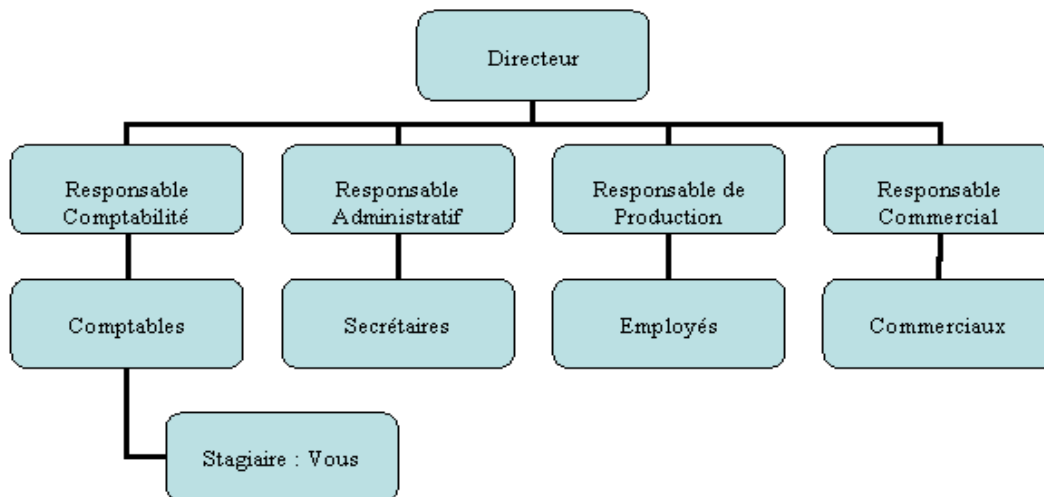 Directeur
Responsable
Comptabilité
Responsable
Administratif
Responsable de
Production
Responsable
Commercial
Comptables
Secrétaires
Employés
Commerciaux
Stagiaire : Vous